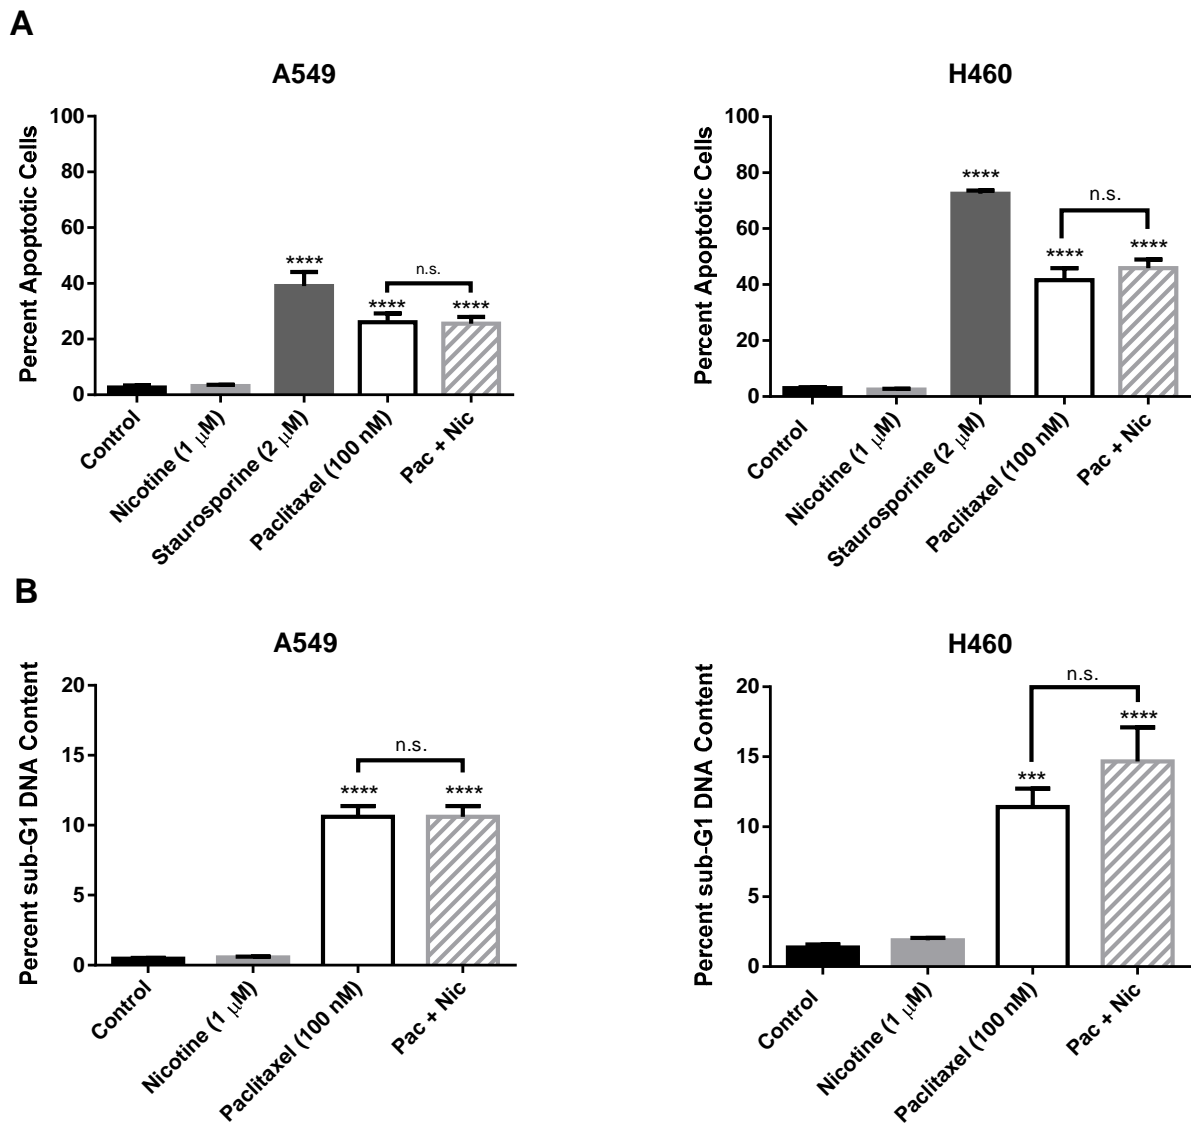 A
A549
Percent Apoptotic Cells
100
80
60
40
20
0
****
****
n.s.
****
Control
Nicotine (1 μM)
Staurosporine (2 μM)
Paclitaxel (100 nM)
Pac + Nic
H460
Percent Apoptotic Cells
100
80
60
40
20
0
****
****
n.s.
****
Control
Nicotine (1 μM)
Staurosporine (2 μM)
Paclitaxel (100 nM)
Pac + Nic
B
A549
Percent sub-G1 DNA Content
20
15
10
5
0
n.s.
****
****
Control
Nicotine (1 μM)
Paclitaxel (100 nM)
Pac + Nic
H460
Percent sub-G1 DNA Content
20
15
10
5
0
n.s.
***
****
Control
Nicotine (1 μM)
Paclitaxel (100 nM)
Pac + Nic